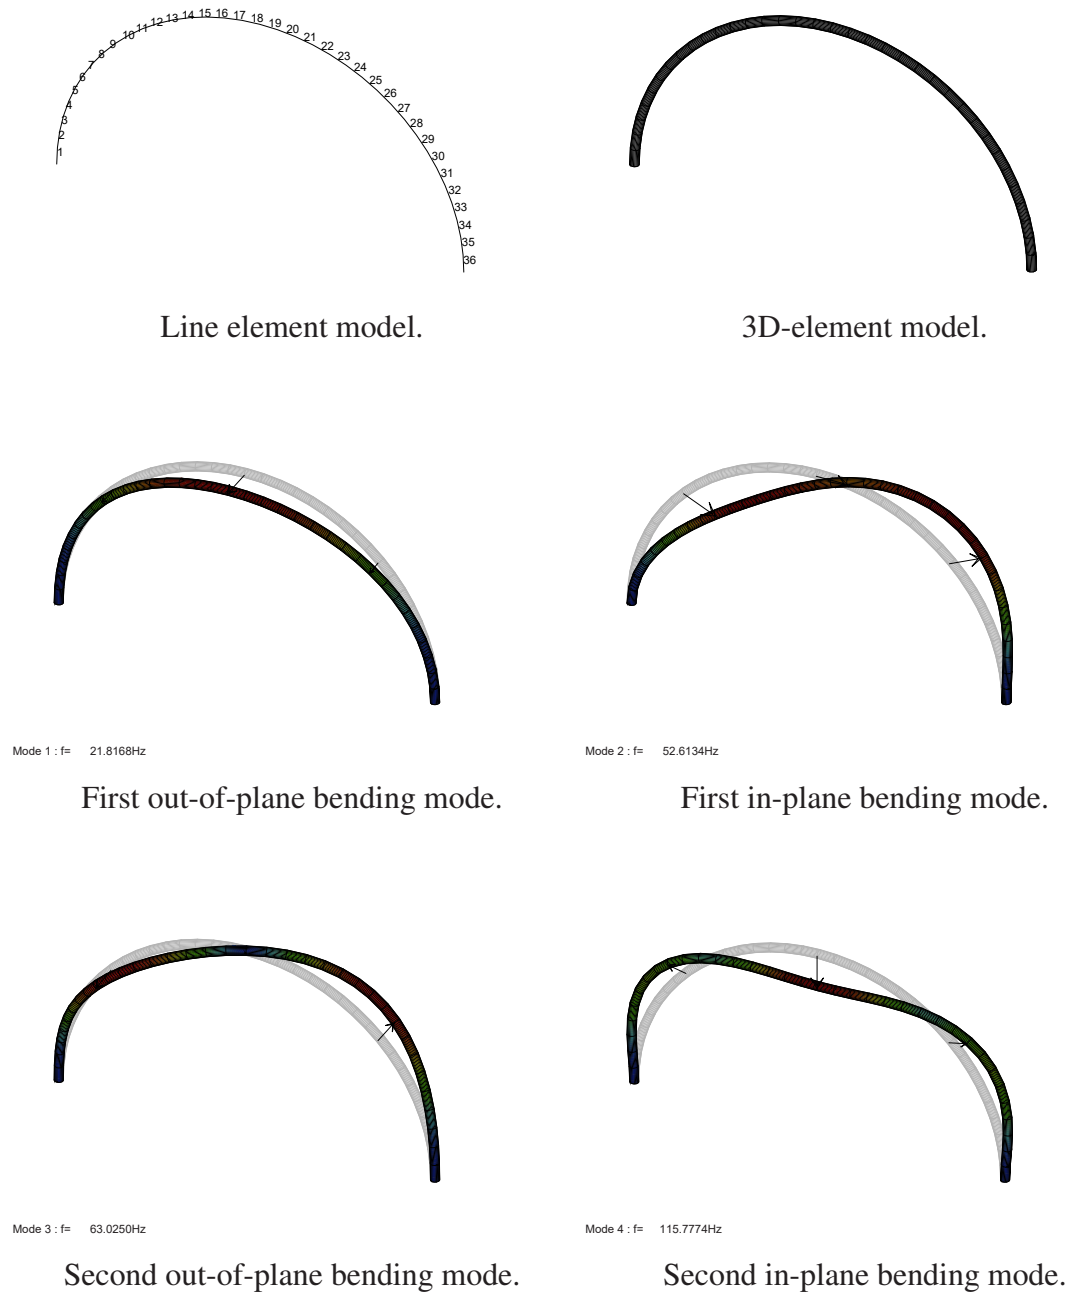 1 2 3 4 5 6 7 8 9 10 11 12 13 14 15 16 17 18 19 20 21 22 23 24 25 26 27 28 29 30 31 32 33 34 35 36
Line element model.
3D-element model.
Mode 1 : f= 21.8168Hz
Mode 2 : f= 52.6134Hz
First out-of-plane bending mode.
First in-plane bending mode.
Mode 3 : f= 63.0250Hz
Mode 4 : f= 115.7774Hz
Second out-of-plane bending mode.
Second in-plane bending mode.